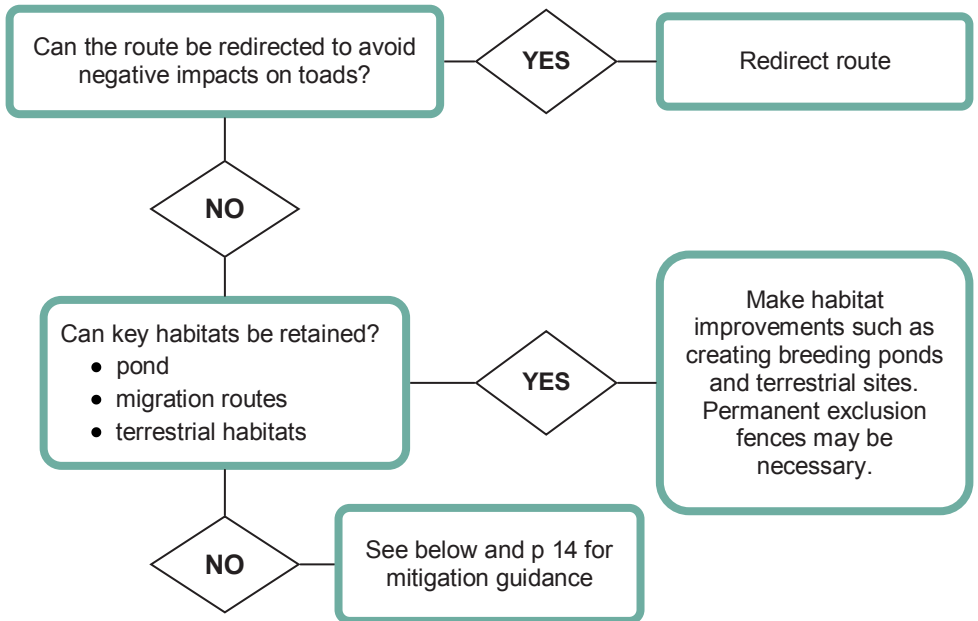 Can the route be redirected to avoid
negative impacts on toads?
YES
Redirect route
NO
Can key habitats be retained?
● pond
● migration routes
● terrestrial habitats
YES
Make habitat
improvements such as
creating breeding ponds
and terrestrial sites.
Permanent exclusion
fences may be
necessary.
NO
See below and p 14 for
mitigation guidance